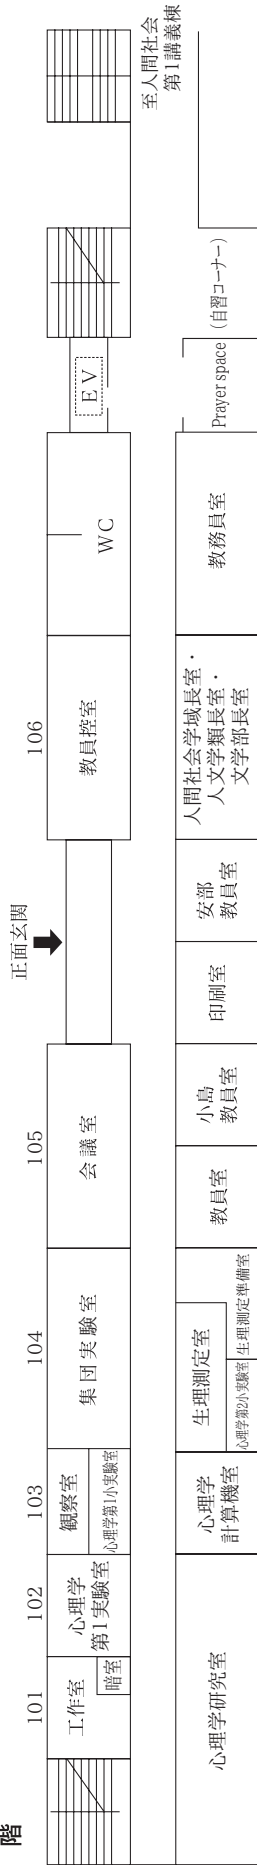 階
101
102
103
104
105
正面玄関
106
工作室
暗室
心理学
第1実験室
観察室
心理学第1小実験室
集団実験室
会議室
教員控室
WC
EV
至人間社会
第1講義棟
心理学研究室
心理学
計算機室
生理測定室
心理学第2小実験室
生理測定準備室
教員室
小島
教員室
印刷室
安部
教員室
人間社会学域長室・
人文学類長室・
文学部長室
教務員室
Prayer space
(自習コーナー)